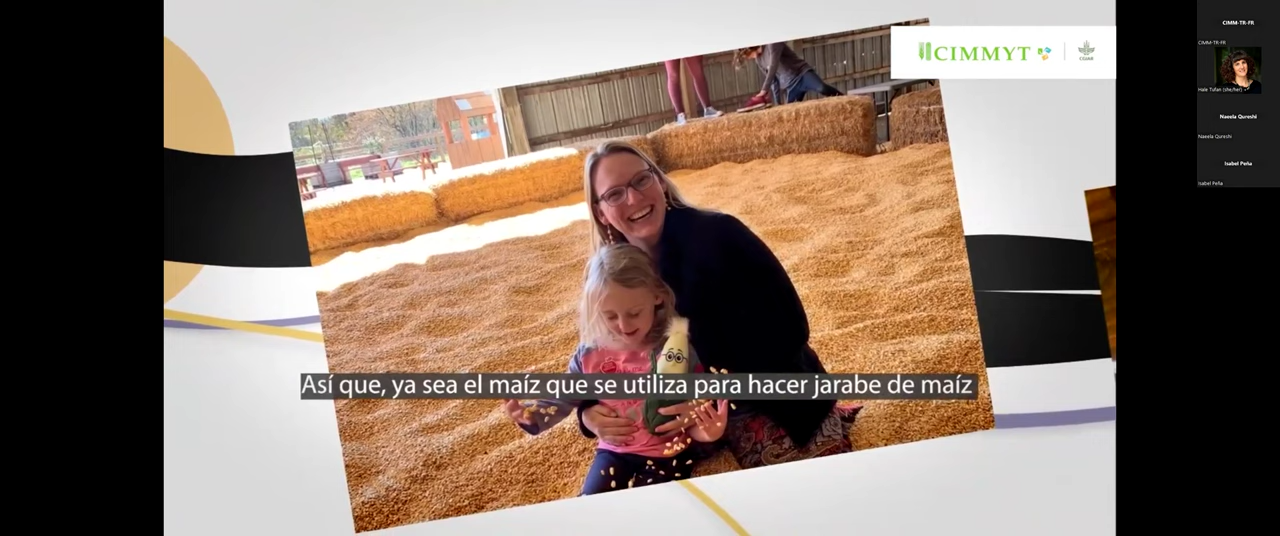 CIMMYT
CGIAR
Así que, ya sea el maíz que se utiliza para hacer jarabe de maíz
CIMM-TR-FR
CIMM-TR-FR
Hale Tufan (she/her)
Naeela Qureshi
Naeela Qureshi
Isabel Peña
Isabel Peña